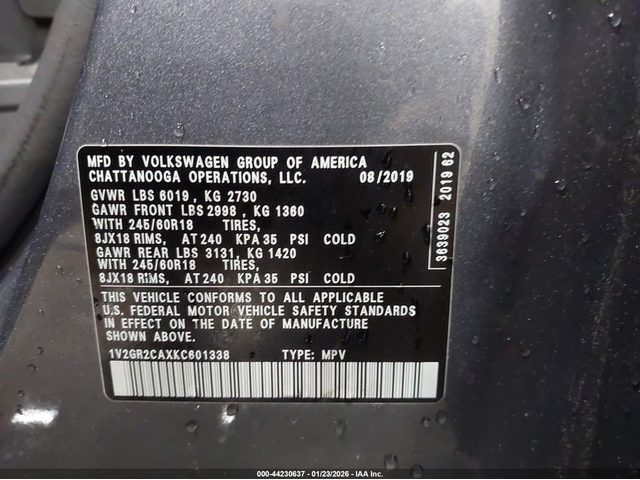 MFD BY VOLKSWAGEN GROUP OF AMERICA
CHATTANOOGA OPERATIONS, LLC. 08/2019
GVWR LBS 6019 , KG 2730
GAWR FRONT LBS 2998 , KG 1360
WITH 245/60R18 TIRES,
8JX18 RIMS, AT 240 KPA 35 PSI COLD
GAWR REAR LBS 3131, KG 1420
WITH 245/60R18 TIRES,
8JX18 RIMS, AT 240 KPA 35 PSI COLD
THIS VEHICLE CONFORMS TO ALL APPLICABLE
U.S. FEDERAL MOTOR VEHICLE SAFETY STANDARDS
IN EFFECT ON THE DATE OF MANUFACTURE
SHOWN ABOVE.
1V2GR2CAXKC601338 TYPE: MPV
3639023 2019 62
000-44230637 - 01/23/2026 - IAA Inc.